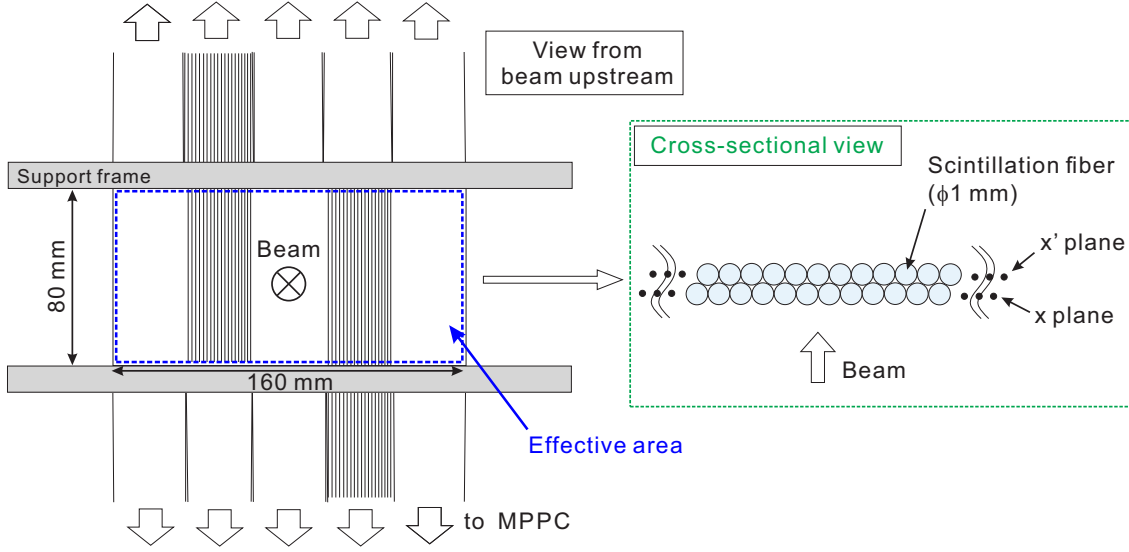 View from
beam upstream
Support frame
Beam
80 mm
160 mm
Effective area
to MPPC
Cross-sectional view
Scintillation fiber
(ϕ1 mm)
x’ plane
x plane
Beam